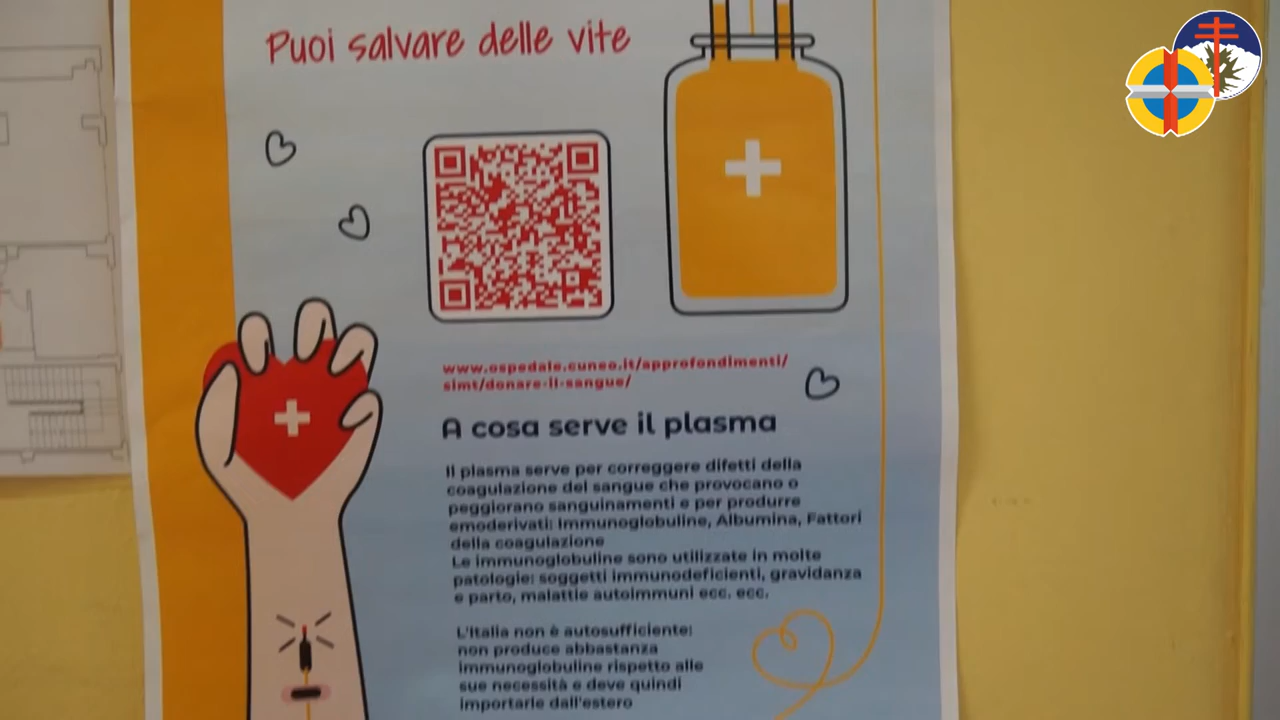 Puoi salvare delle vite
www.ospedale.cuneo.it/approfondimenti/
simt/donare-il-sangue/
A cosa serve il plasma
Il plasma serve per correggere difetti della
coagulazione del sangue che provocano o
peggiorano sanguinamenti e per produrre
emoderivati: Immunoglobuline, Albumina, Fattori
della coagulazione
Le immunoglobuline sono utilizzate in molte
patologie: soggetti immunodeficienti, gravidanza
e parto, malattie autoimmuni ecc. ecc.
L'Italia non è autosufficiente:
non produce abbastanza
immunoglobuline rispetto alle
sue necessità e deve quindi
importarle dall'estero